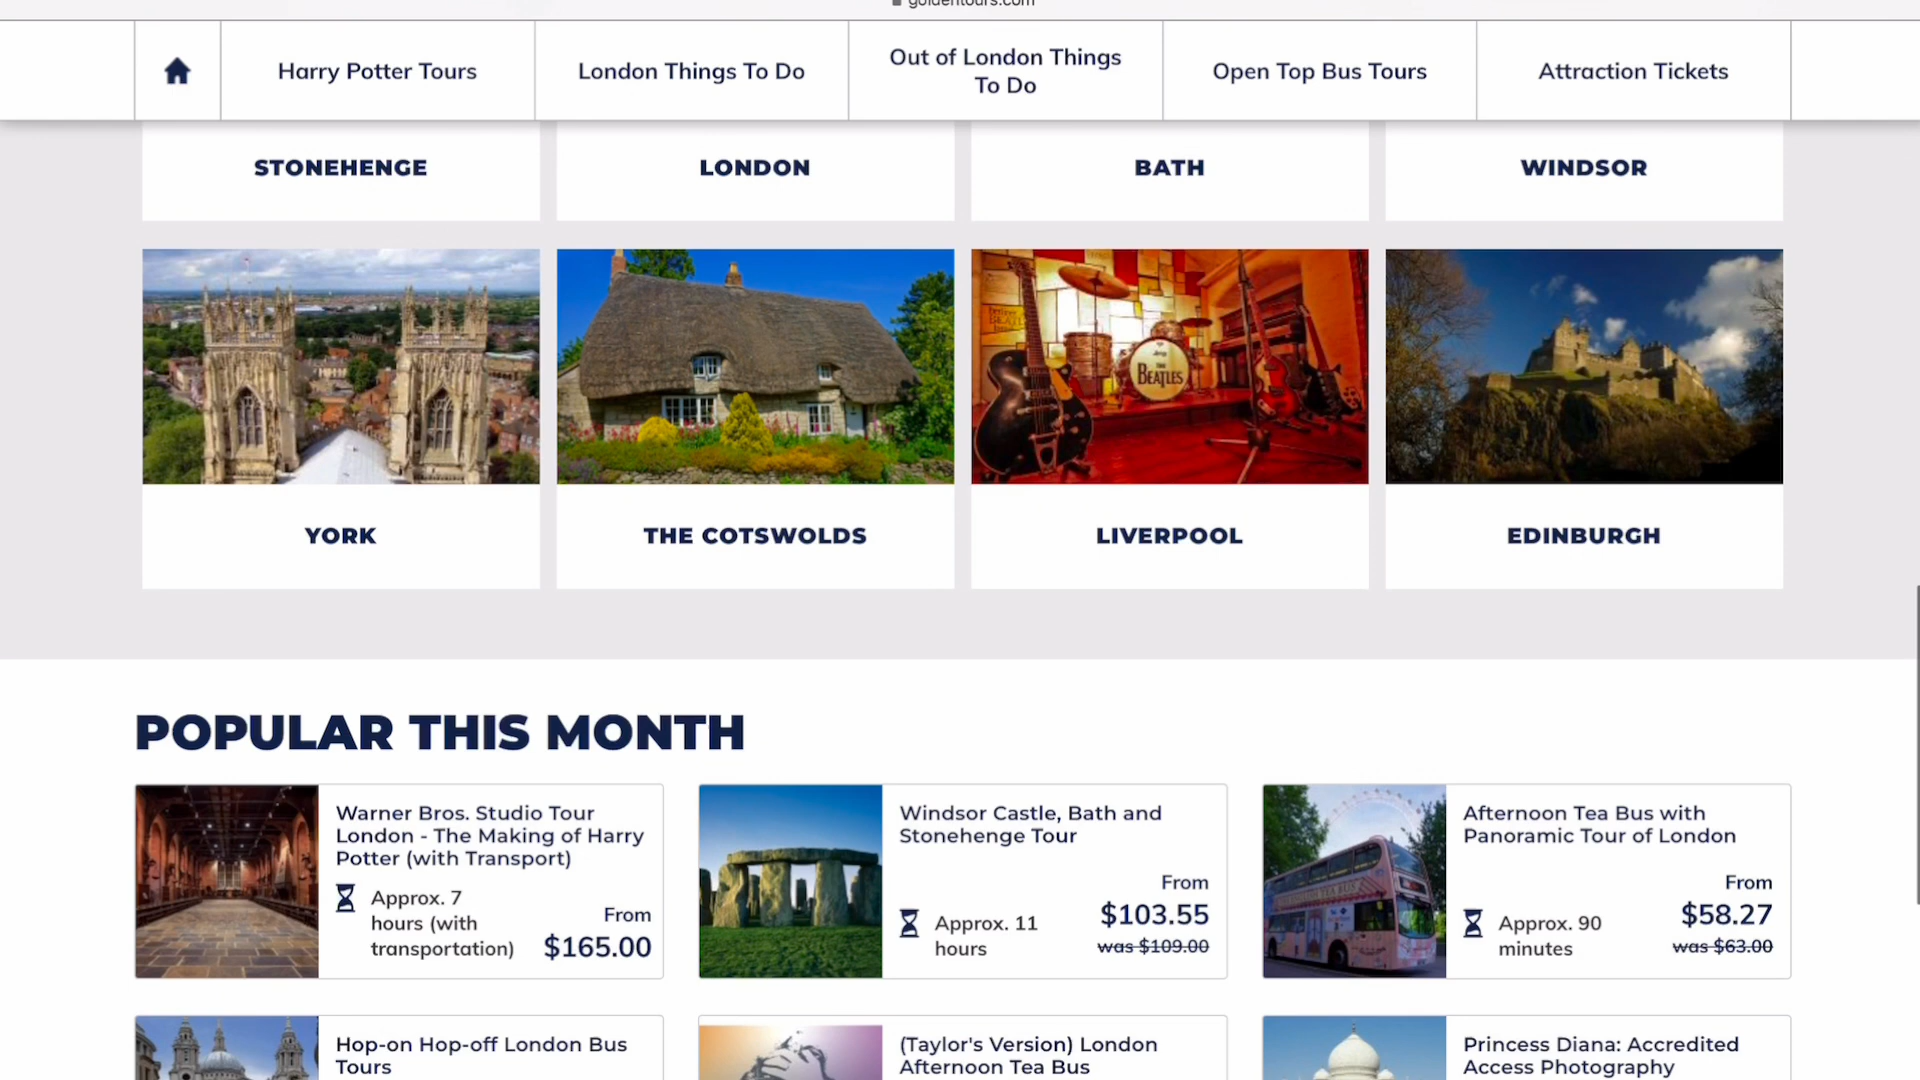 goldentours.com
Harry Potter Tours
London Things To Do
Out of London Things
To Do
Open Top Bus Tours
Attraction Tickets
STONEHENGE
LONDON
BATH
WINDSOR
THE
BEATLES
YORK
THE COTSWOLDS
LIVERPOOL
EDINBURGH
POPULAR THIS MONTH
Warner Bros. Studio Tour
London - The Making of Harry
Potter (with Transport)
Approx. 7
hours (with
transportation)
From
$165.00
Windsor Castle, Bath and
Stonehenge Tour
Approx. 11
hours
From
$103.55
was $109.00
Afternoon Tea Bus with
Panoramic Tour of London
Approx. 90
minutes
From
$58.27
was $63.00
Hop-on Hop-off London Bus
Tours
(Taylor's Version) London
Afternoon Tea Bus
Princess Diana: Accredited
Access Photography